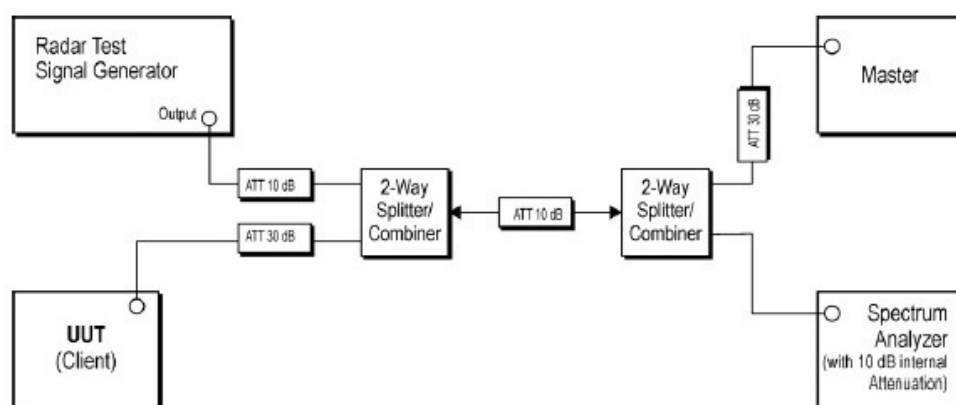 Radar Test
Signal Generator
Output
ATT 10 dB
2-Way
Splitter/
Combiner
ATT 30 dB
UUT
(Client)
ATT 10 dB
2-Way
Splitter/
Combiner
ATT 30 dB
Master
Spectrum
Analyzer
(with 10 dB internal
Attenuation)